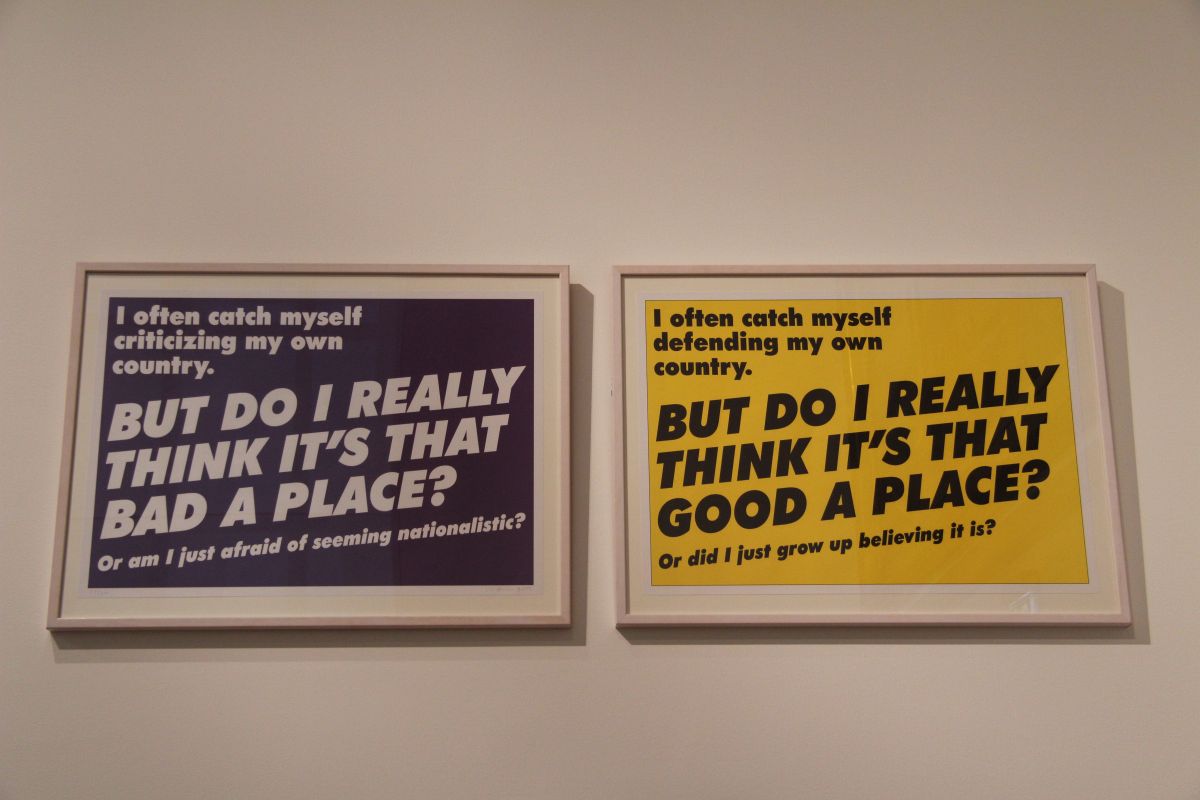 I often catch myself
criticizing my own
country.
BUT DO I REALLY
THINK IT'S THAT
BAD A PLACE?
Or am I just afraid of seeming nationalistic?
I often catch myself
defending my own
country.
BUT DO I REALLY
THINK IT'S THAT
GOOD A PLACE?
Or did I just grow up believing it is?